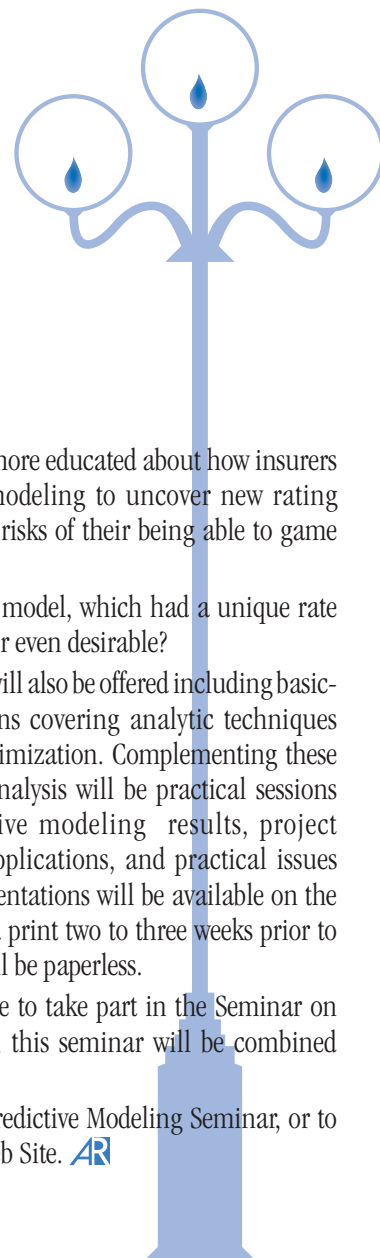 more educated about how insurers
modeling to uncover new rating
risks of their being able to game
model, which had a unique rate
r even desirable?
will also be offered including basic-
ns covering analytic techniques
timization. Complementing these
nalysis will be practical sessions
ive modeling results, project
pplications, and practical issues
entations will be available on the
print two to three weeks prior to
ll be paperless.
e to take part in the Seminar on
this seminar will be combined
redictive Modeling Seminar, or to
b Site. AR